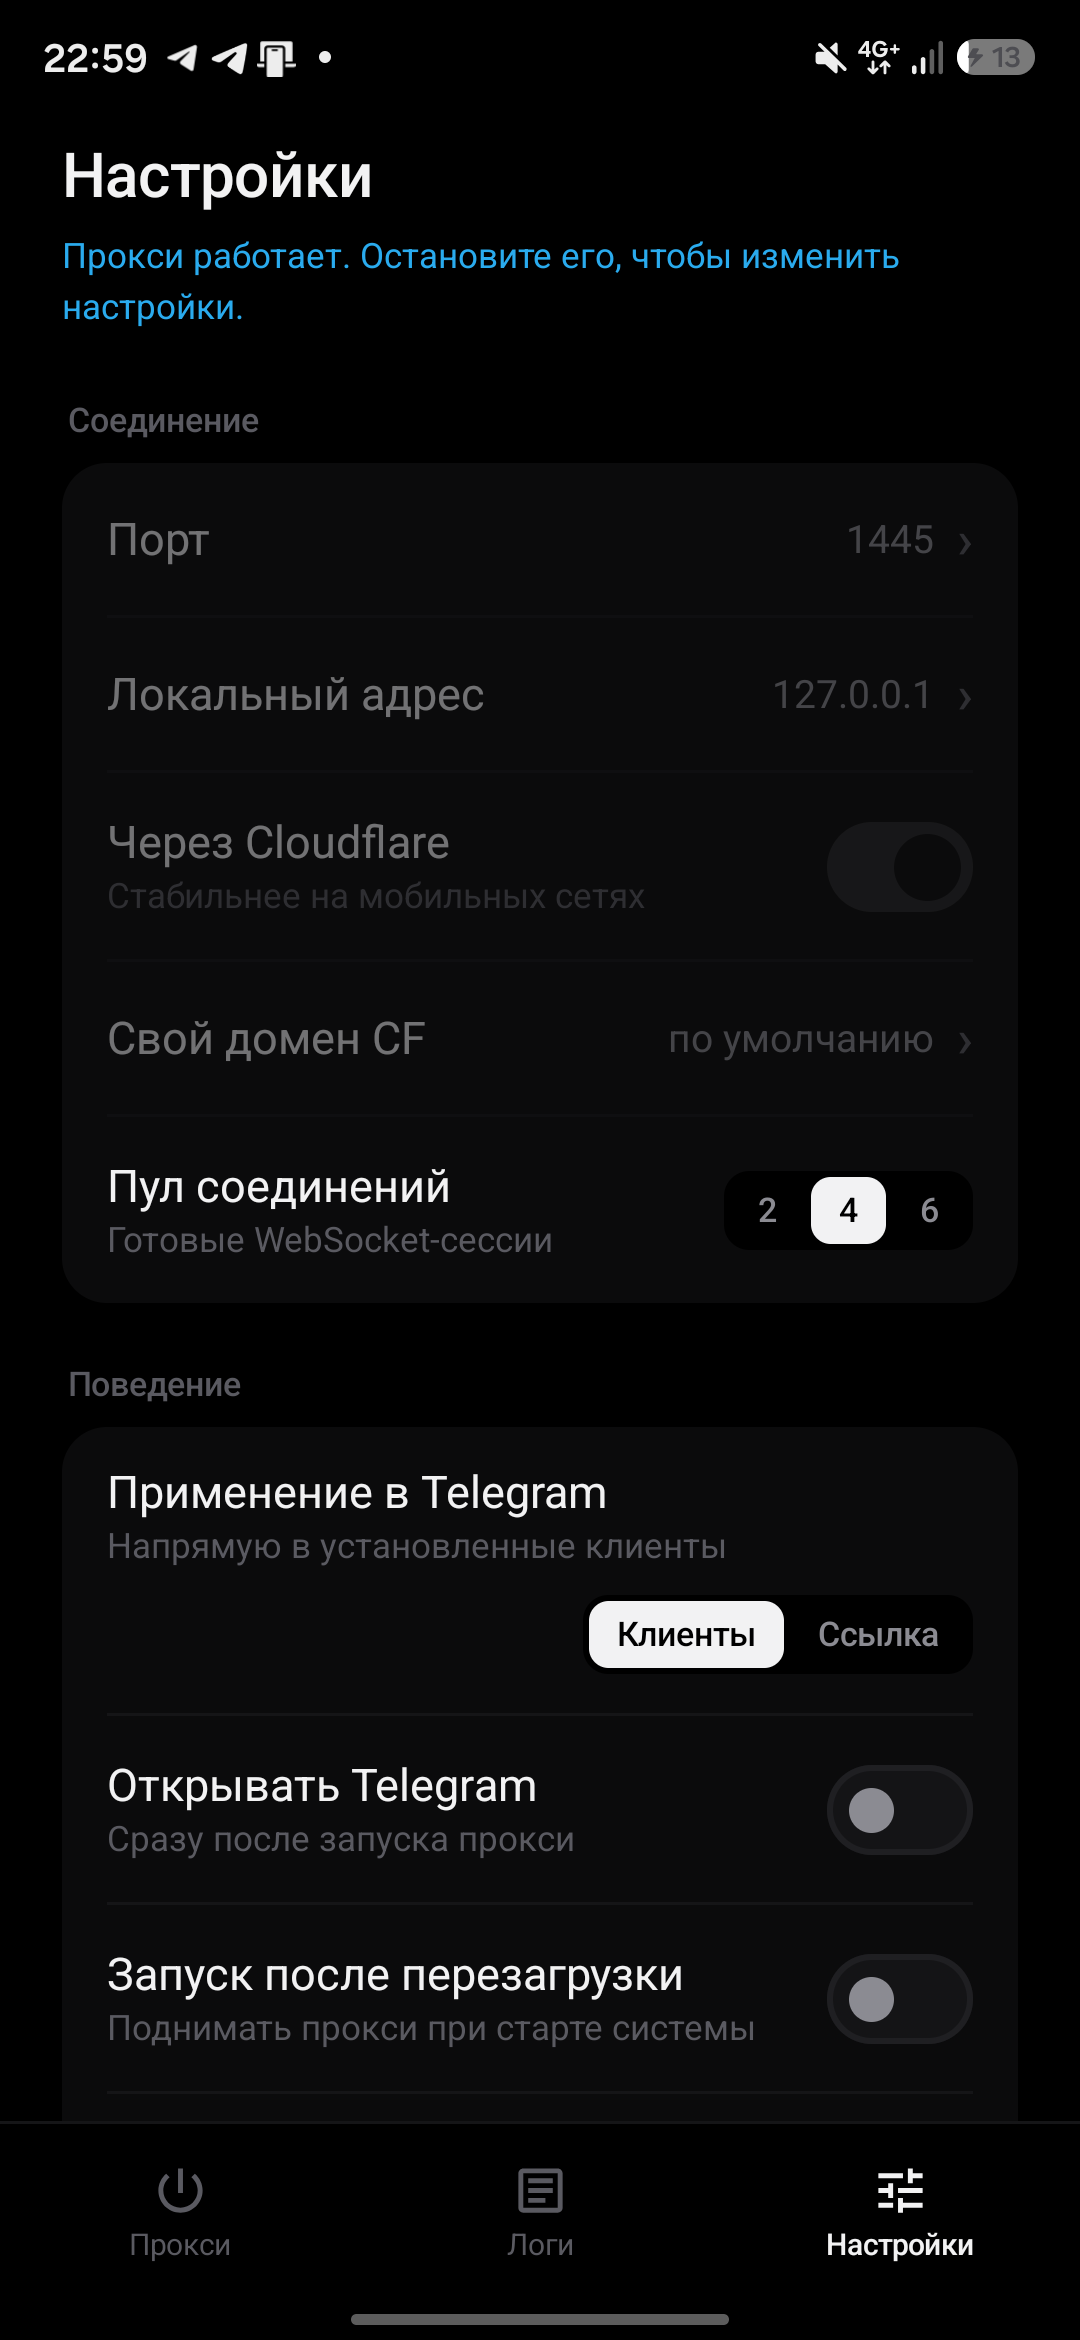 22:59
4G+
13
Настройки
Прокси работает. Остановите его, чтобы изменить
настройки.
Соединение
Порт
1445
Локальный адрес
127.0.0.1
Через Cloudflare
Стабильнее на мобильных сетях
Свой домен CF
по умолчанию
Пул соединений
Готовые WebSocket-сессии
2 4 6
Поведение
Применение в Telegram
Напрямую в установленные клиенты
Клиенты Ссылка
Открывать Telegram
Сразу после запуска прокси
Запуск после перезагрузки
Поднимать прокси при старте системы
Прокси
Логи
Настройки